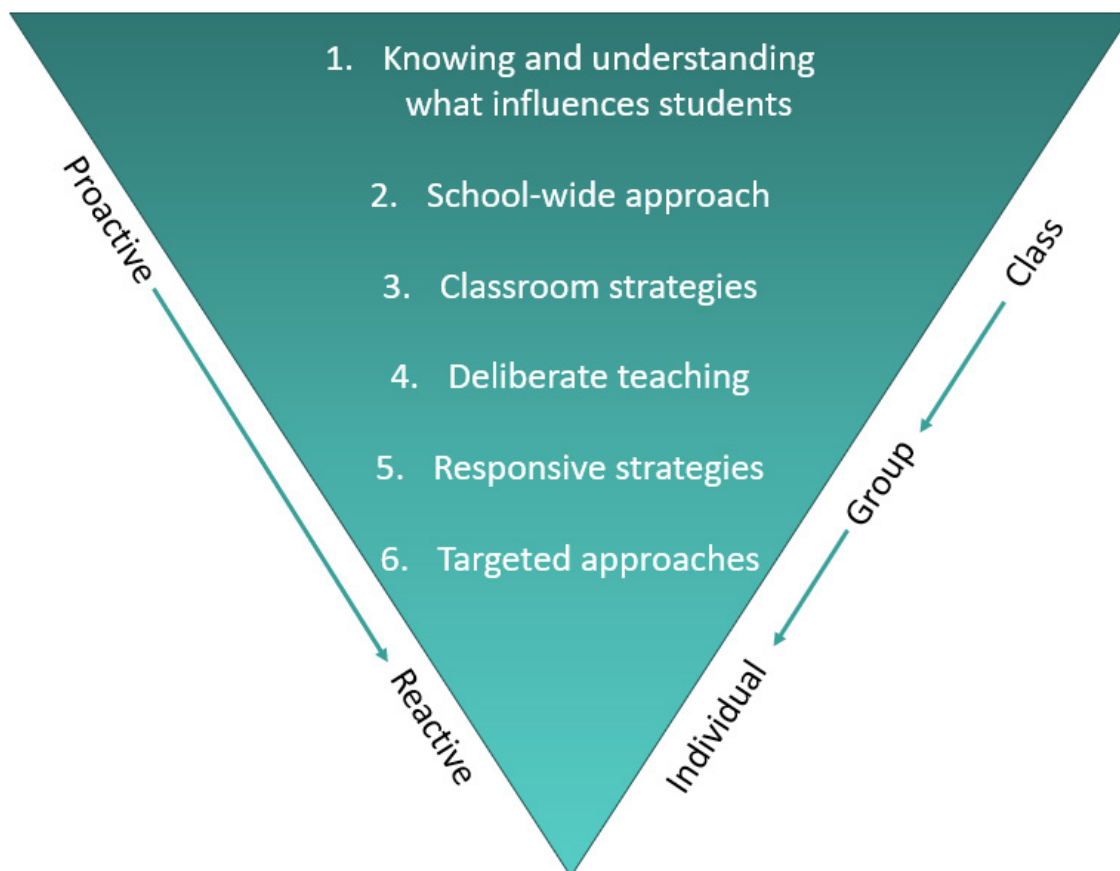 1. Knowing and understanding
what influences students
2. School-wide approach
3. Classroom strategies
4. Deliberate teaching
5. Responsive strategies
6. Targeted approaches
Proactive
Reactive
Class
Group
Individual